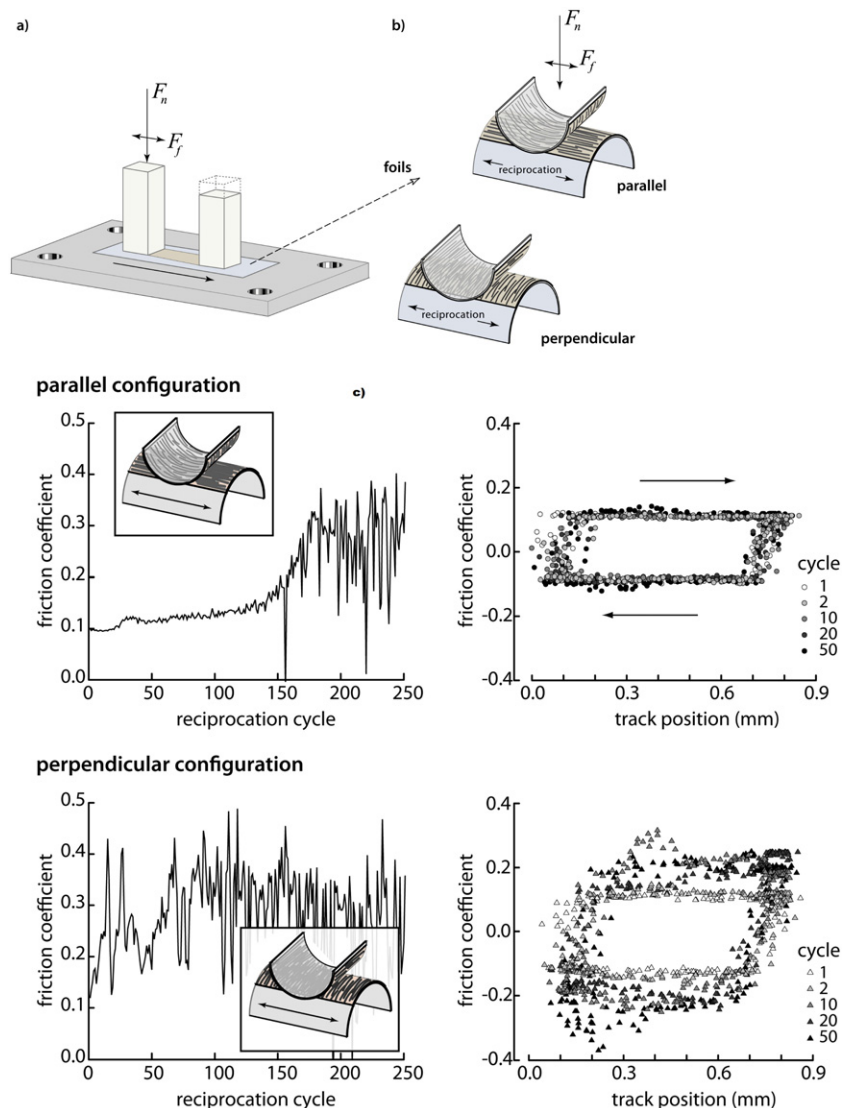 a)
b)
Fn
Ff
Fn
Ff
foils
reciprocation
parallel
reciprocation
perpendicular
parallel configuration
c)
0.5
0.4
0.3
0.2
0.1
0.0
friction coefficient
0 50 100 150 200 250
reciprocation cycle
0.4
0.2
0.0
-0.2
-0.4
friction coefficient
0.0 0.3 0.6 0.9
track position (mm)
cycle
1
2
10
20
50
perpendicular configuration
0.5
0.4
0.3
0.2
0.1
0.0
friction coefficient
0 50 100 150 200 250
reciprocation cycle
0.4
0.2
0.0
-0.2
-0.4
friction coefficient
0.0 0.3 0.6 0.9
track position (mm)
cycle
1
2
10
20
50